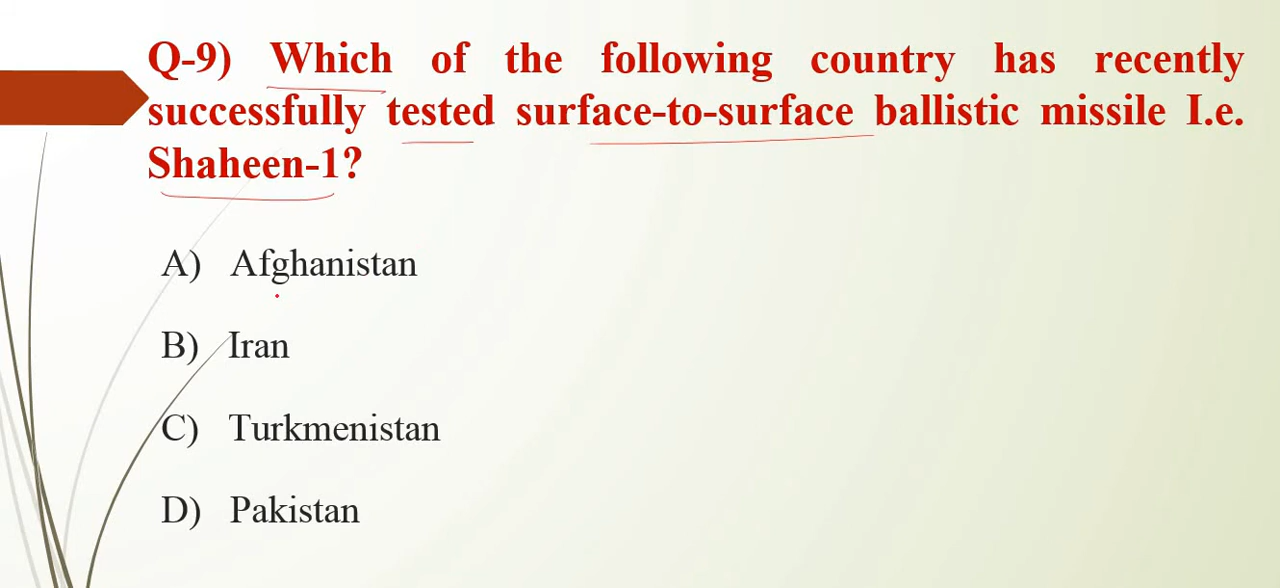 Q-9) Which of the following country has recently
successfully tested surface-to-surface ballistic missile I.e.
Shaheen-1?
A) Afghanistan
B) Iran
C) Turkmenistan
D) Pakistan